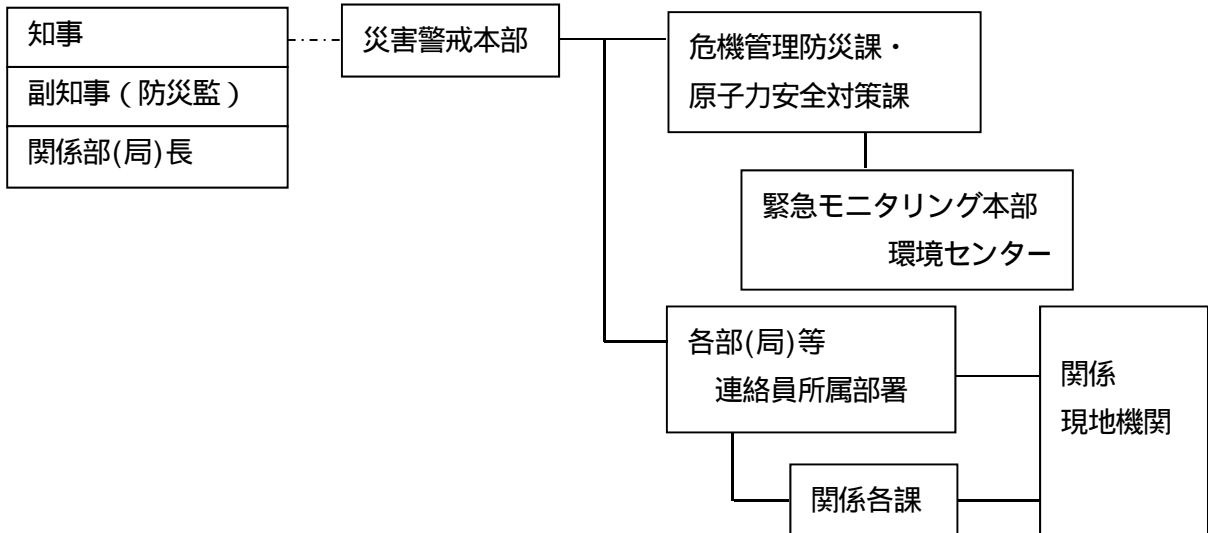 知事
副知事(防災監)
関係部(局)長
災害警戒本部
危機管理防災課・
原子力安全対策課
緊急モニタリング本部
環境センター
各部(局)等
連絡員所属部署
関係各課
関係
現地機関